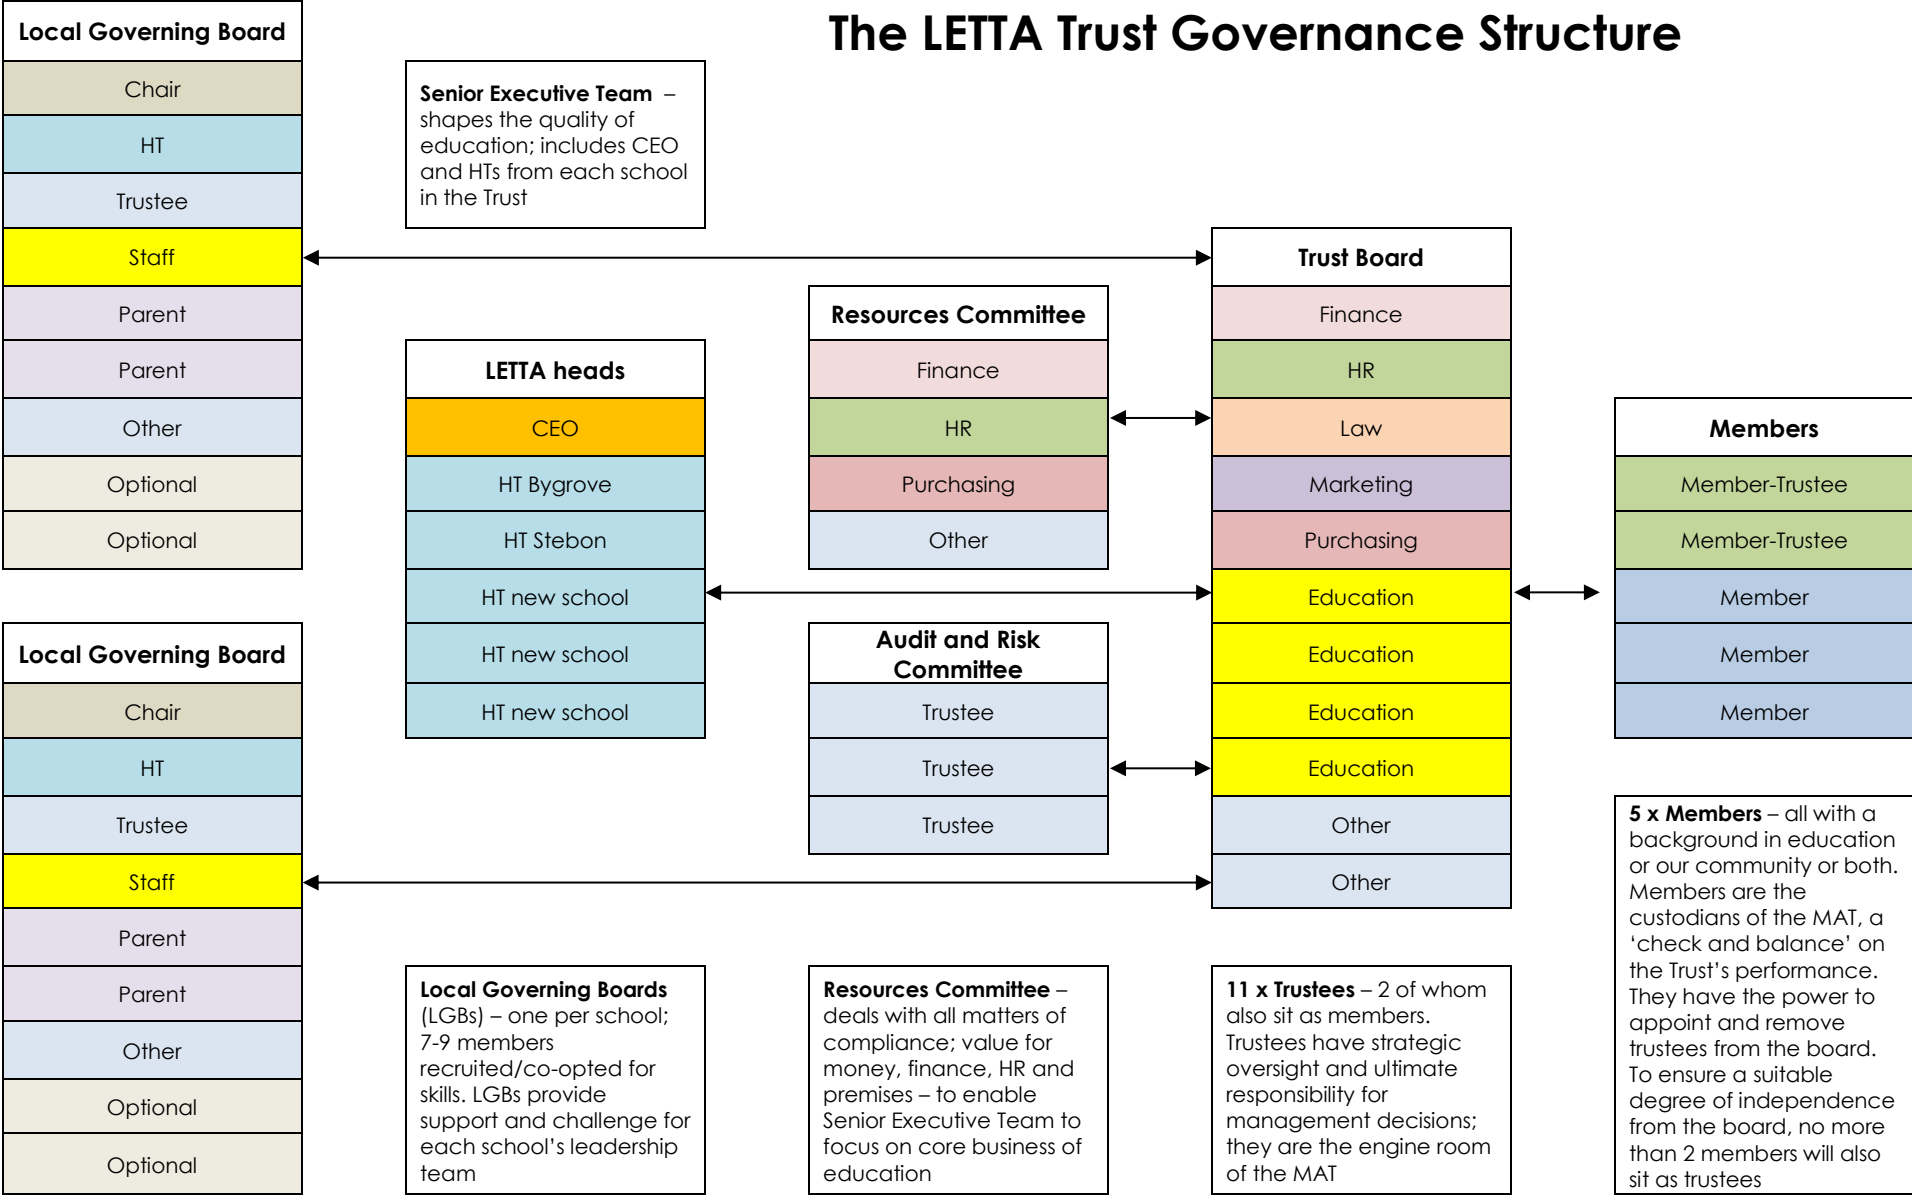 The LETTA Trust Governance Structure
Local Governing Board
Chair
HT
Trustee
Staff
Parent
Parent
Other
Optional
Optional
Local Governing Board
Chair
HT
Trustee
Staff
Parent
Parent
Other
Optional
Optional
Senior Executive Team –
shapes the quality of
education; includes CEO
and HTs from each school
in the Trust
LETTA heads
CEO
HT Bygrove
HT Stebon
HT new school
HT new school
HT new school
Local Governing Boards
(LGBs) – one per school;
7-9 members
recruited/co-opted for
skills. LGBs provide
support and challenge for
each school’s leadership
team
Resources Committee
Finance
HR
Purchasing
Other
Audit and Risk
Committee
Trustee
Trustee
Trustee
Resources Committee –
deals with all matters of
compliance; value for
money, finance, HR and
premises – to enable
Senior Executive Team to
focus on core business of
education
Trust Board
Finance
HR
Law
Marketing
Purchasing
Education
Education
Education
Education
Other
Other
11 x Trustees – 2 of whom
also sit as members.
Trustees have strategic
oversight and ultimate
responsibility for
management decisions;
they are the engine room
of the MAT
Members
Member-Trustee
Member-Trustee
Member
Member
Member
5 x Members – all with a
background in education
or our community or both.
Members are the
custodians of the MAT, a
‘check and balance’ on
the Trust’s performance.
They have the power to
appoint and remove
trustees from the board.
To ensure a suitable
degree of independence
from the board, no more
than 2 members will also
sit as trustees